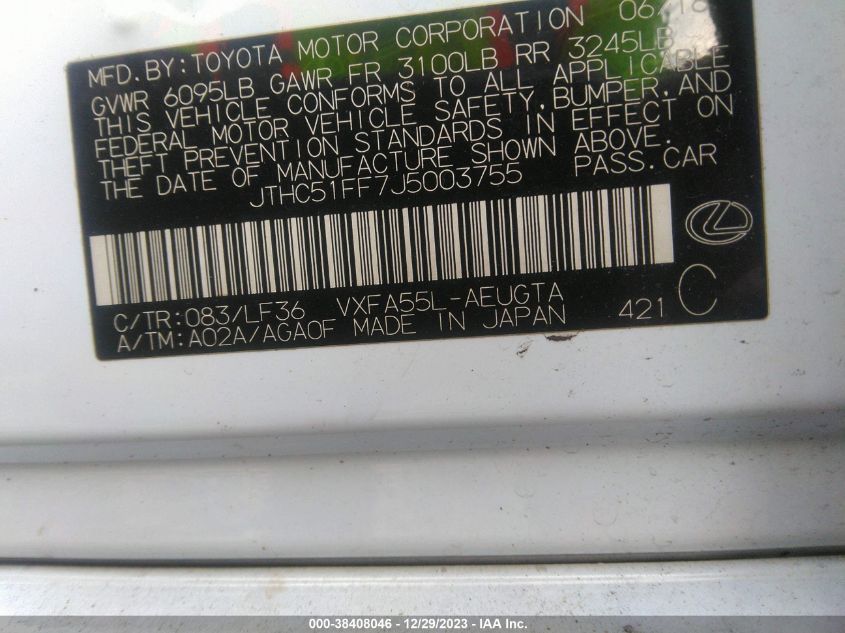 MFD. BY: TOYOTA MOTOR CORPORATION 06/18
GVWR 6095LB GAWR FR 3100LB RR 3245LB
THIS VEHICLE CONFORMS TO ALL APPLICABLE
FEDERAL MOTOR VEHICLE SAFETY, BUMPER, AND
THEFT PREVENTION STANDARDS IN EFFECT ON
THE DATE OF MANUFACTURE SHOWN ABOVE.
JTHC51FF7J5003755 PASS. CAR
C/TR: 083/LF36 VXFA55L-AEUGTA
A/TM: A02A/AGA0F MADE IN JAPAN 421 C
000-38408046 - 12/29/2023 - IAA Inc.